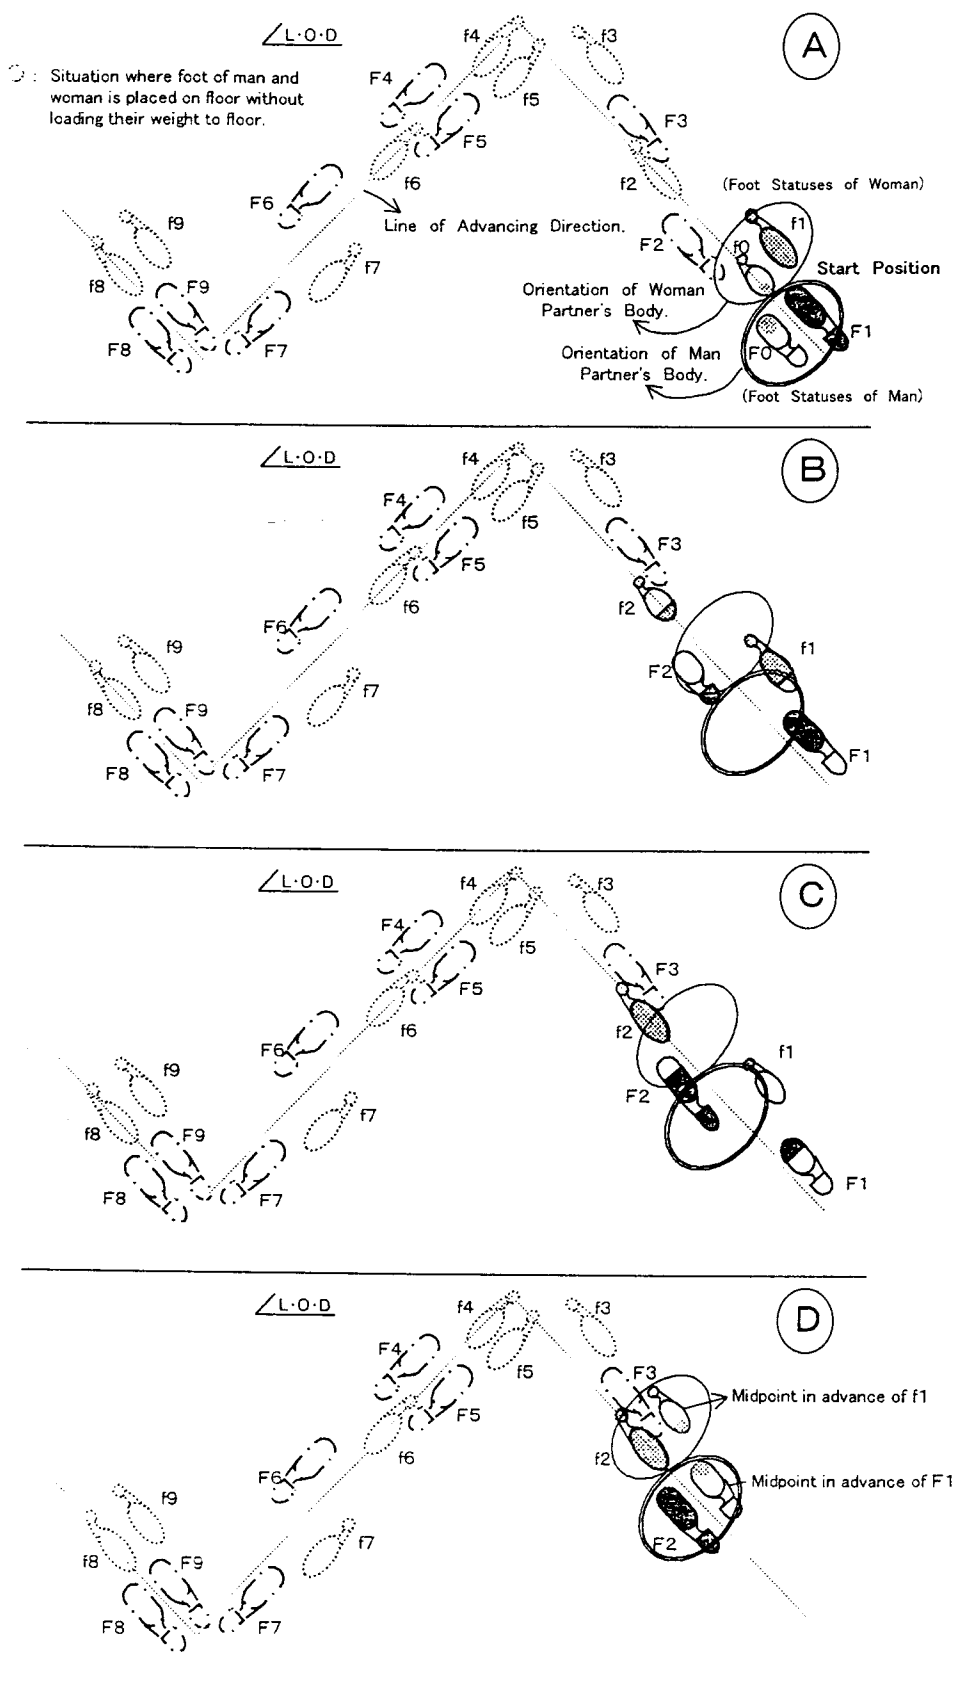 ∠L·O·D
A
: Situation where foot of man and
woman is placed on floor without
loading their weight to floor.
f4
f3
F4
f5
F3
F5
f6
f2
(Foot Statuses of Woman)
F6
f9
Line of Advancing Direction.
f1
F2
f0
f7
f8
Start Position
F9
Orientation of Woman
Partner's Body.
F8
F7
F1
F0
Orientation of Man
Partner's Body.
(Foot Statuses of Man)
∠L·O·D
B
f4
f3
F4
f5
F3
F5
f6
f2
F6
f9
f1
F2
f7
f8
F9
F8
F7
F1
∠L·O·D
C
f4
f3
F4
f5
F3
F5
f6
f2
F6
f1
f9
F2
f7
f8
F9
F8
F7
F1
∠L·O·D
D
f4
f3
F4
f5
F3
Midpoint in advance of f1
F5
f6
f2
F6
Midpoint in advance of F1
f9
f7
f8
F2
F9
F8
F7